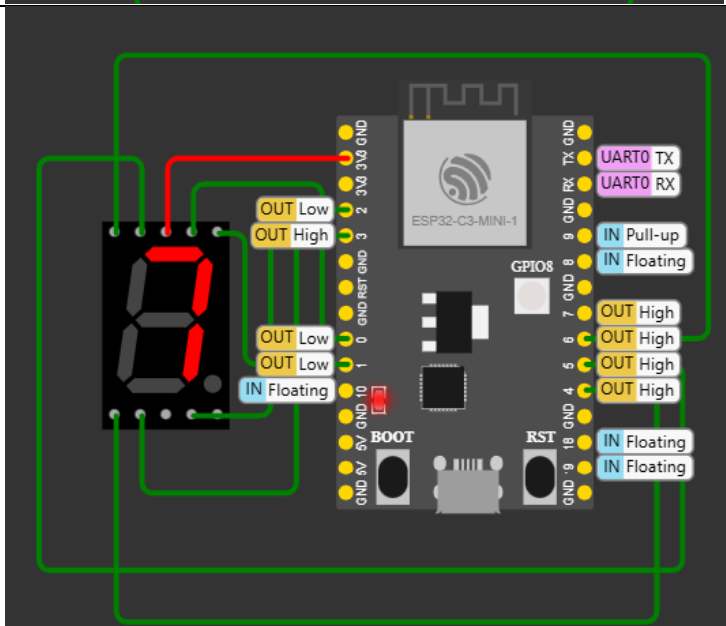 GND GND
3V3 TX UART0 TX
3V3 RX UART0 RX
OUT Low 2 GND
ESP32-C3-MINI-1
OUT High 3 9 IN Pull-up
GND GPIO8 8 IN Floating
RST GND
GND 7 OUT High
7
OUT Low 0 6 OUT High
OUT Low 1 5 OUT High
IN Floating 10 4 OUT High
GND GND
BOOT RST
5V 18 IN Floating
5V 19 IN Floating
GND GND